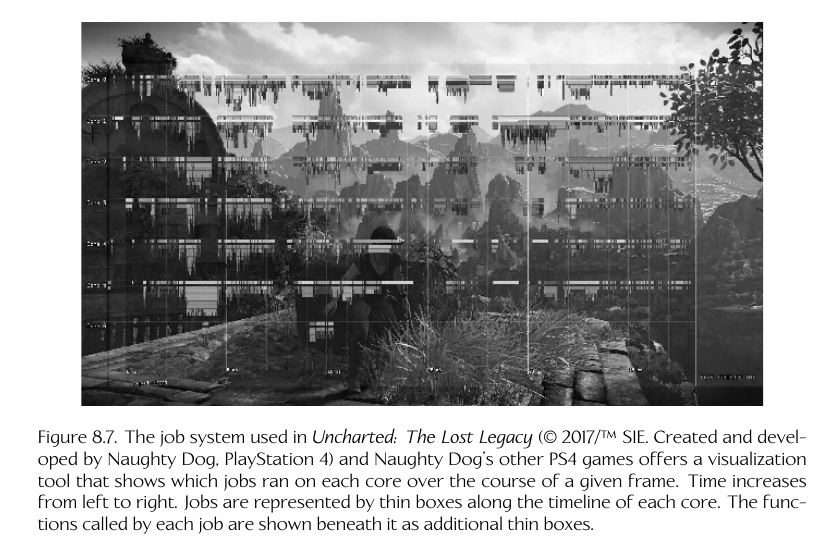 Figure 8.7. The job system used in Uncharted: The Lost Legacy (© 2017/™ SIE. Created and devel-
oped by Naughty Dog, PlayStation 4) and Naughty Dog's other PS4 games offers a visualization
tool that shows which jobs ran on each core over the course of a given frame. Time increases
from left to right. Jobs are represented by thin boxes along the timeline of each core. The func-
tions called by each job are shown beneath it as additional thin boxes.